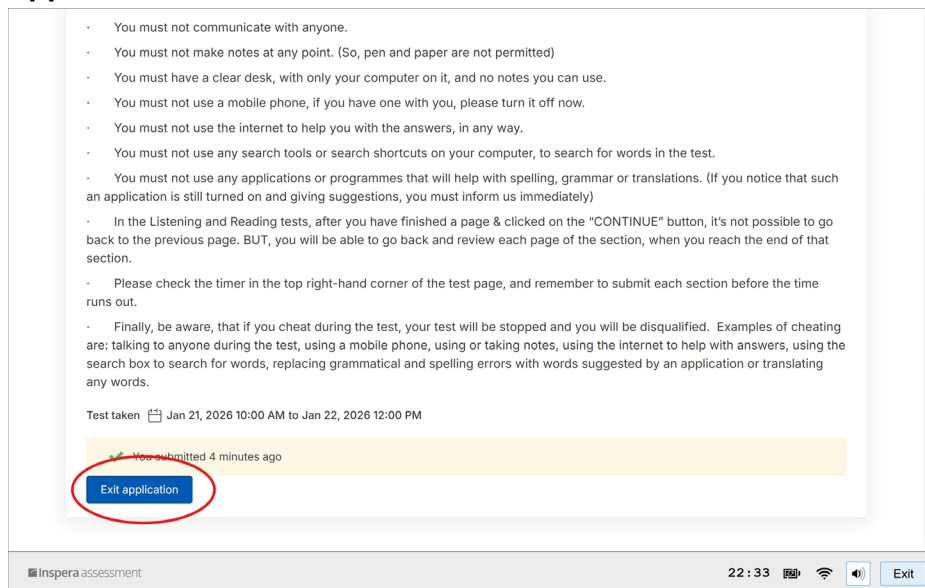 · You must not communicate with anyone.
· You must not make notes at any point. (So, pen and paper are not permitted)
· You must have a clear desk, with only your computer on it, and no notes you can use.
· You must not use a mobile phone, if you have one with you, please turn it off now.
· You must not use the internet to help you with the answers, in any way.
· You must not use any search tools or search shortcuts on your computer, to search for words in the test.
· You must not use any applications or programmes that will help with spelling, grammar or translations. (If you notice that such
an application is still turned on and giving suggestions, you must inform us immediately)
· In the Listening and Reading tests, after you have finished a page & clicked on the “CONTINUE” button, it’s not possible to go
back to the previous page. BUT, you will be able to go back and review each page of the section, when you reach the end of that
section.
· Please check the timer in the top right-hand corner of the test page, and remember to submit each section before the time
runs out.
· Finally, be aware, that if you cheat during the test, your test will be stopped and you will be disqualified. Examples of cheating
are: talking to anyone during the test, using a mobile phone, using or taking notes, using the internet to help with answers, using the
search box to search for words, replacing grammatical and spelling errors with words suggested by an application or translating
any words.
Test taken Jan 21, 2026 10:00 AM to Jan 22, 2026 12:00 PM
You submitted 4 minutes ago
Exit application
Inspera assessment 22:33 Exit